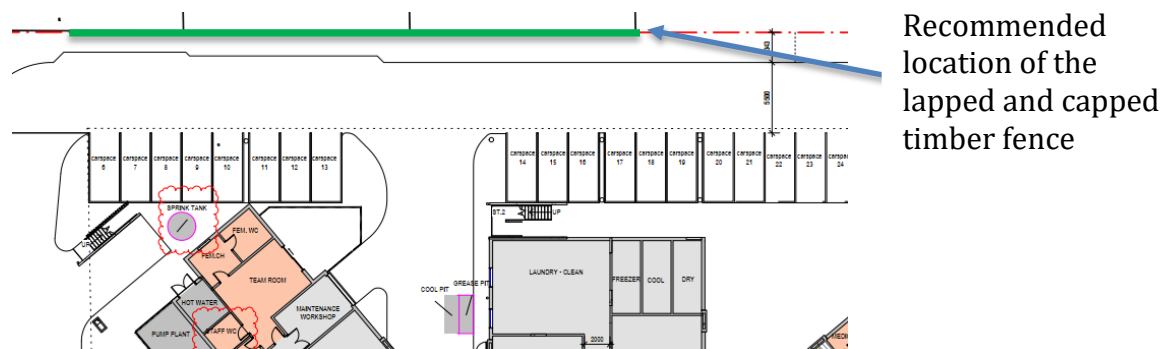 Recommended
location of the
lapped and capped
timber fence
5500
carspace
6
carspace
7
carspace
8
carspace
9
carspace
10
carspace
11
carspace
12
carspace
13
carspace
14
carspace
15
carspace
16
carspace
17
carspace
18
carspace
19
carspace
20
carspace
21
carspace
22
carspace
23
carspace
24
SPRINK TANK
UP
ST.2
UP
FEM. WC
FEM.CH
TEAM ROOM
HOT WATER
MAINTENANCE
WORKSHOP
PUMP PLANT
STAFF WC
COOL PIT
GREASE PIT
LAUNDRY - CLEAN
FREEZER
COOL
DRY
2000